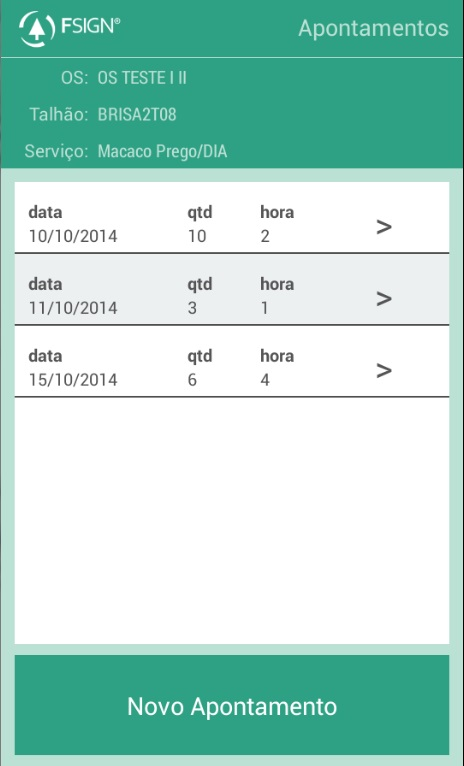 FSIGN® Apontamentos
OS: OS TESTE I II
Talhão: BRISA2T08
Serviço: Macaco Prego/DIA
data qtd hora
10/10/2014 10 2 >
data qtd hora
11/10/2014 3 1 >
data qtd hora
15/10/2014 6 4 >
Novo Apontamento